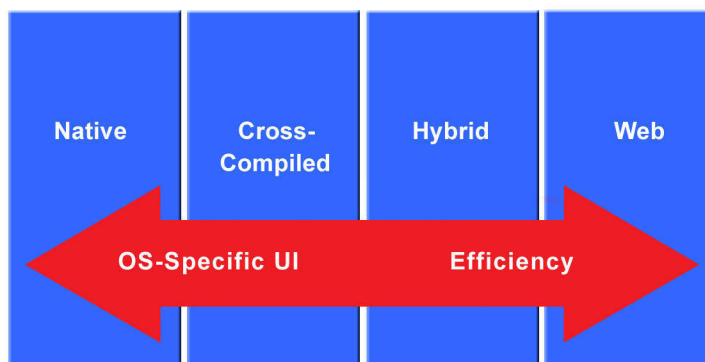 Native
Cross-
Compiled
Hybrid
Web
OS-Specific UI
Efficiency